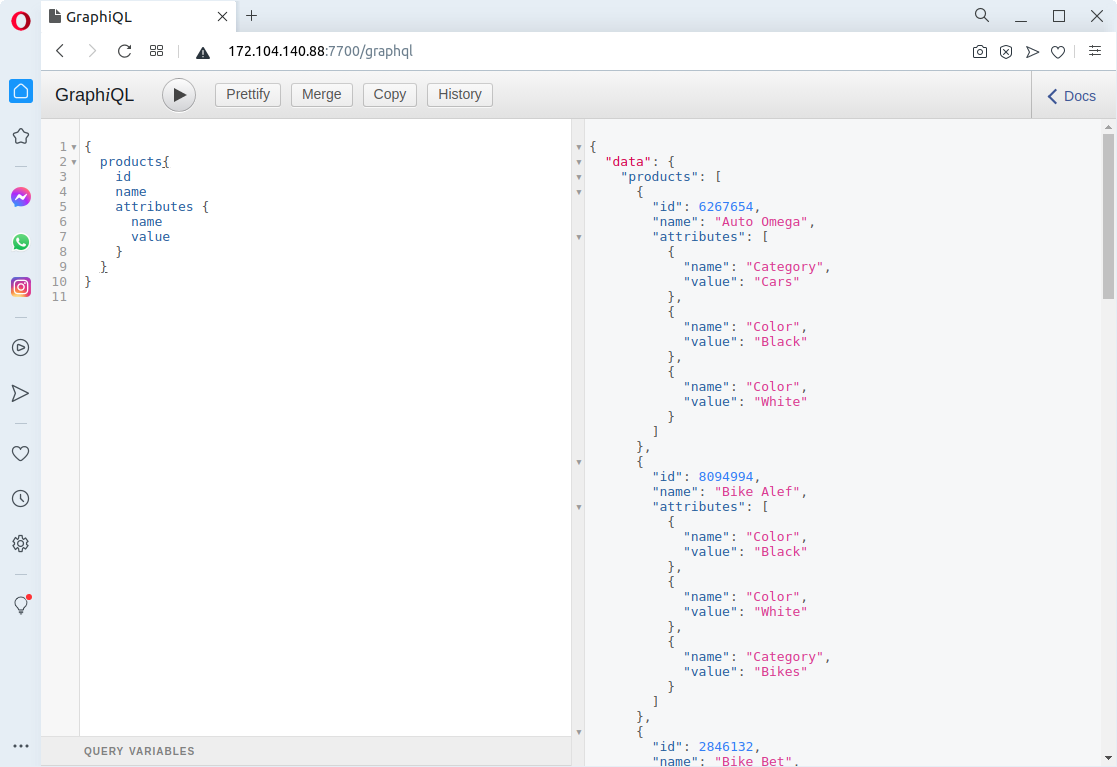 GraphiQL
172.104.140.88:7700/graphql
GraphiQL
Prettify
Merge
Copy
History
Docs
1 {
2   products{
3     id
4     name
5     attributes {
6       name
7       value
8     }
9   }
10 }
11
{
  "data": {
    "products": [
      {
        "id": 6267654,
        "name": "Auto Omega",
        "attributes": [
          {
            "name": "Category",
            "value": "Cars"
          },
          {
            "name": "Color",
            "value": "Black"
          },
          {
            "name": "Color",
            "value": "White"
          }
        ]
      },
      {
        "id": 8094994,
        "name": "Bike Alef",
        "attributes": [
          {
            "name": "Color",
            "value": "Black"
          },
          {
            "name": "Color",
            "value": "White"
          },
          {
            "name": "Category",
            "value": "Bikes"
          }
        ]
      },
      {
        "id": 2846132,
        "name": "Bike Bet",
QUERY VARIABLES